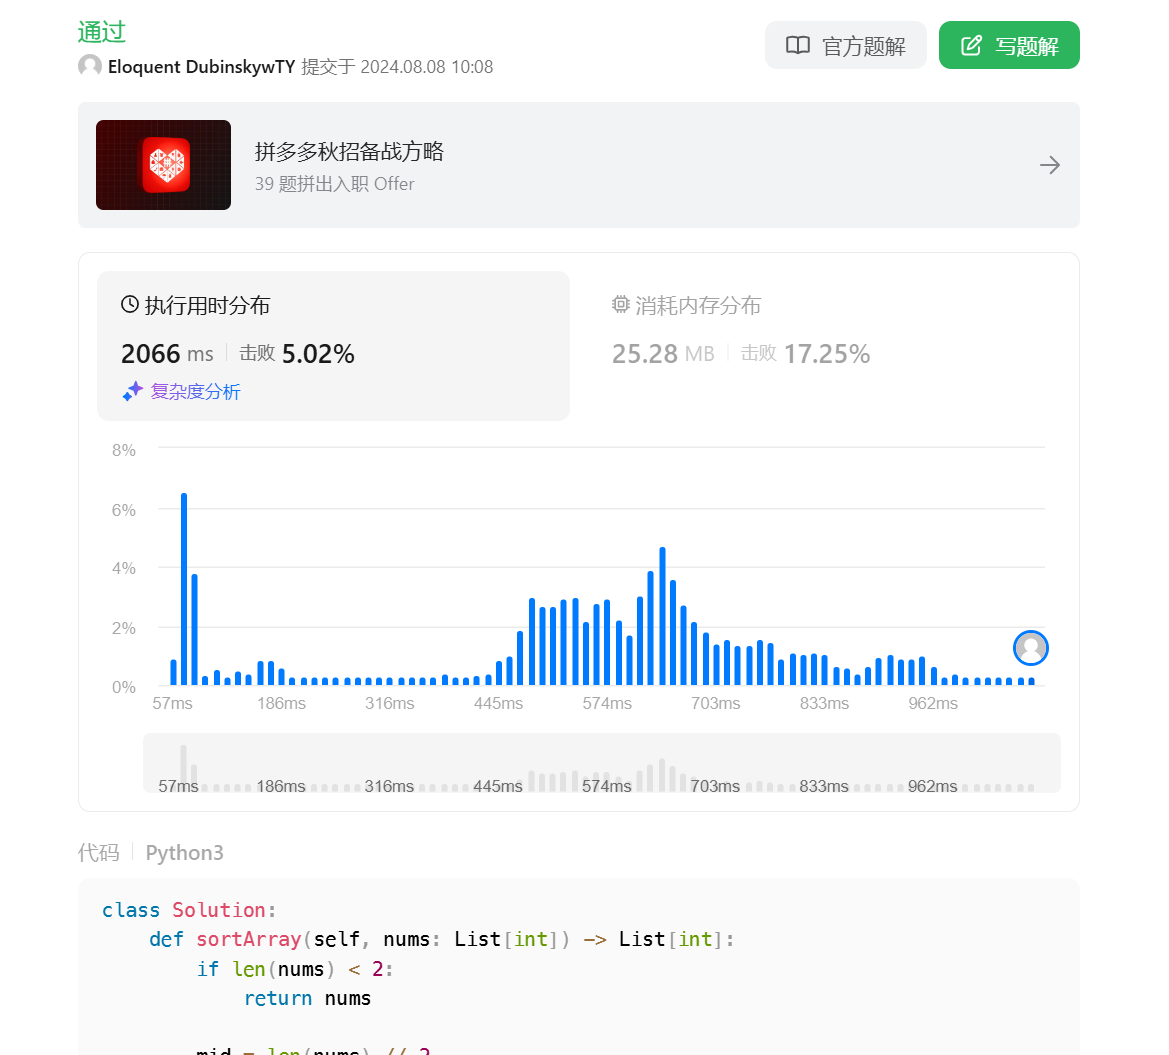 通过
官方题解
写题解
Eloquent DubinskywTY 提交于 2024.08.08 10:08
拼多多秋招备战方略
39 题拼出入职 Offer
执行用时分布
2066 ms 击败 5.02%
复杂度分析
消耗内存分布
25.28 MB 击败 17.25%
8%
6%
4%
2%
0%
57ms 186ms 316ms 445ms 574ms 703ms 833ms 962ms
57ms 186ms 316ms 445ms 574ms 703ms 833ms 962ms
代码 Python3
class Solution:
    def sortArray(self, nums: List[int]) -> List[int]:
        if len(nums) < 2:
            return nums
        mid = len(nums) // 2